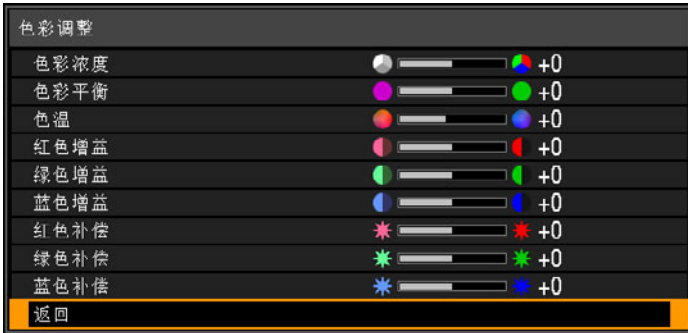 色彩调整
色彩浓度 +0
色彩平衡 +0
色温 +0
红色增益 +0
绿色增益 +0
蓝色增益 +0
红色补偿 +0
绿色补偿 +0
蓝色补偿 +0
返回